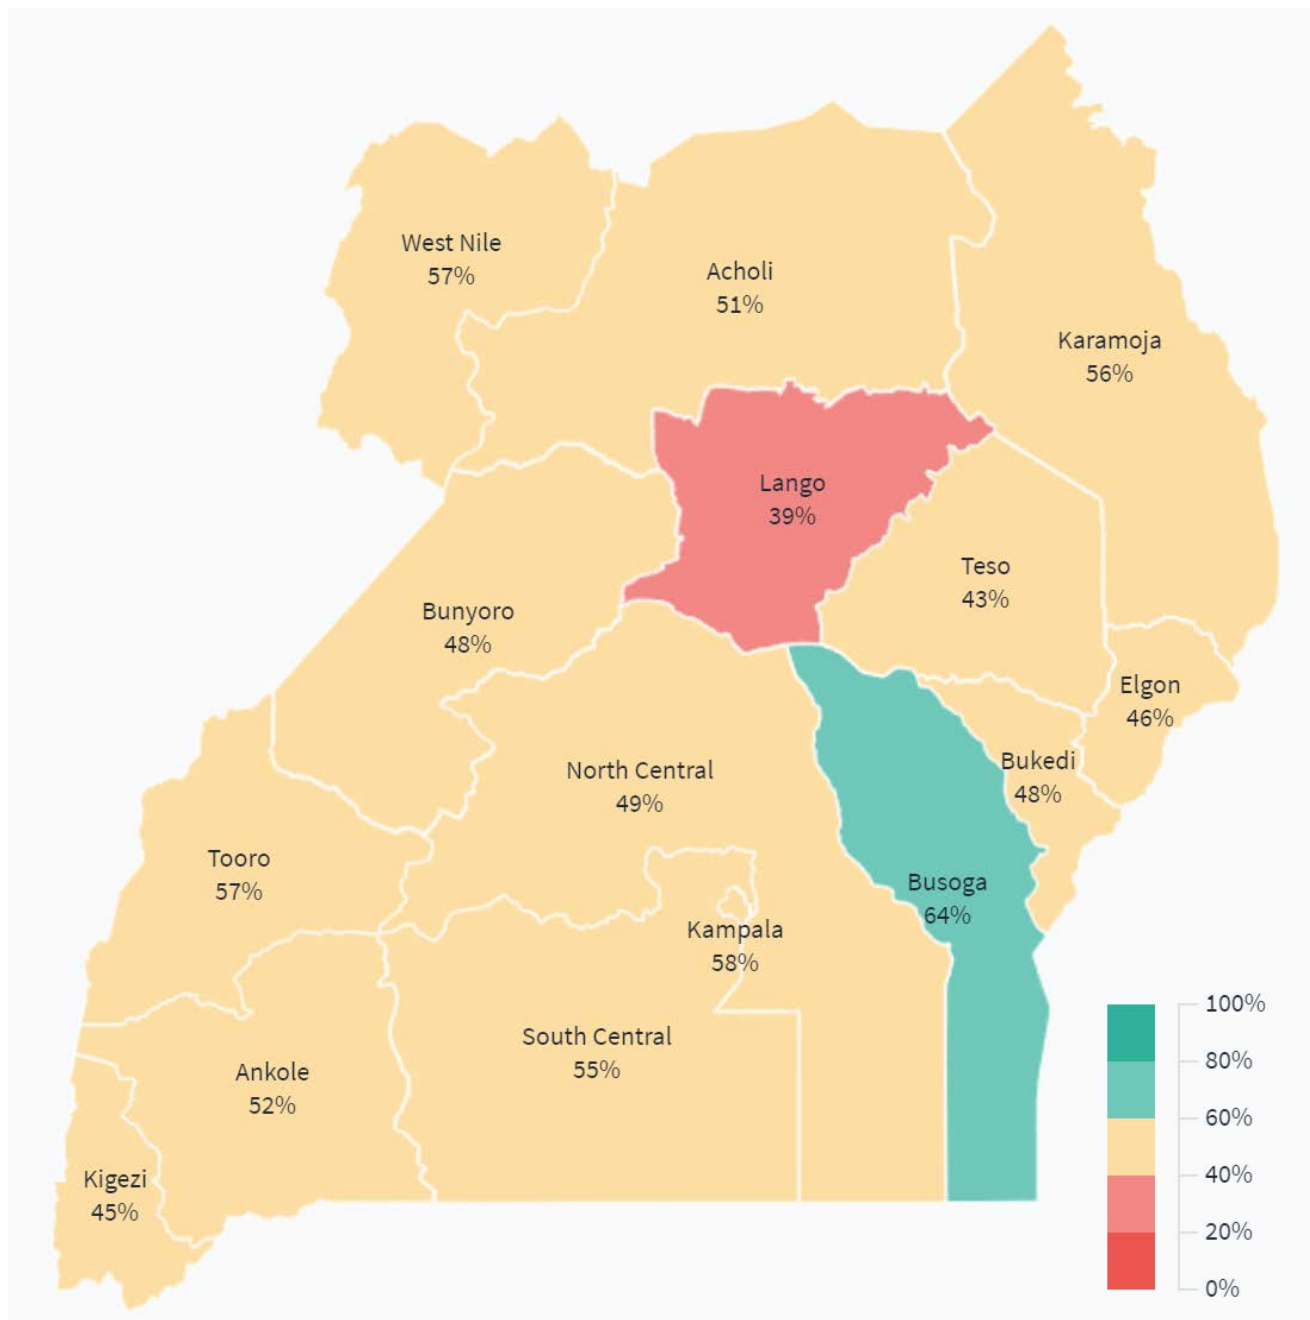 West Nile
57%
Acholi
51%
Karamoja
56%
Lango
39%
Teso
43%
Bunyoro
48%
Elgon
46%
Bukedi
48%
North Central
49%
Tooro
57%
Busoga
64%
Kampala
58%
South Central
55%
Ankole
52%
Kigezi
45%
100%
80%
60%
40%
20%
0%